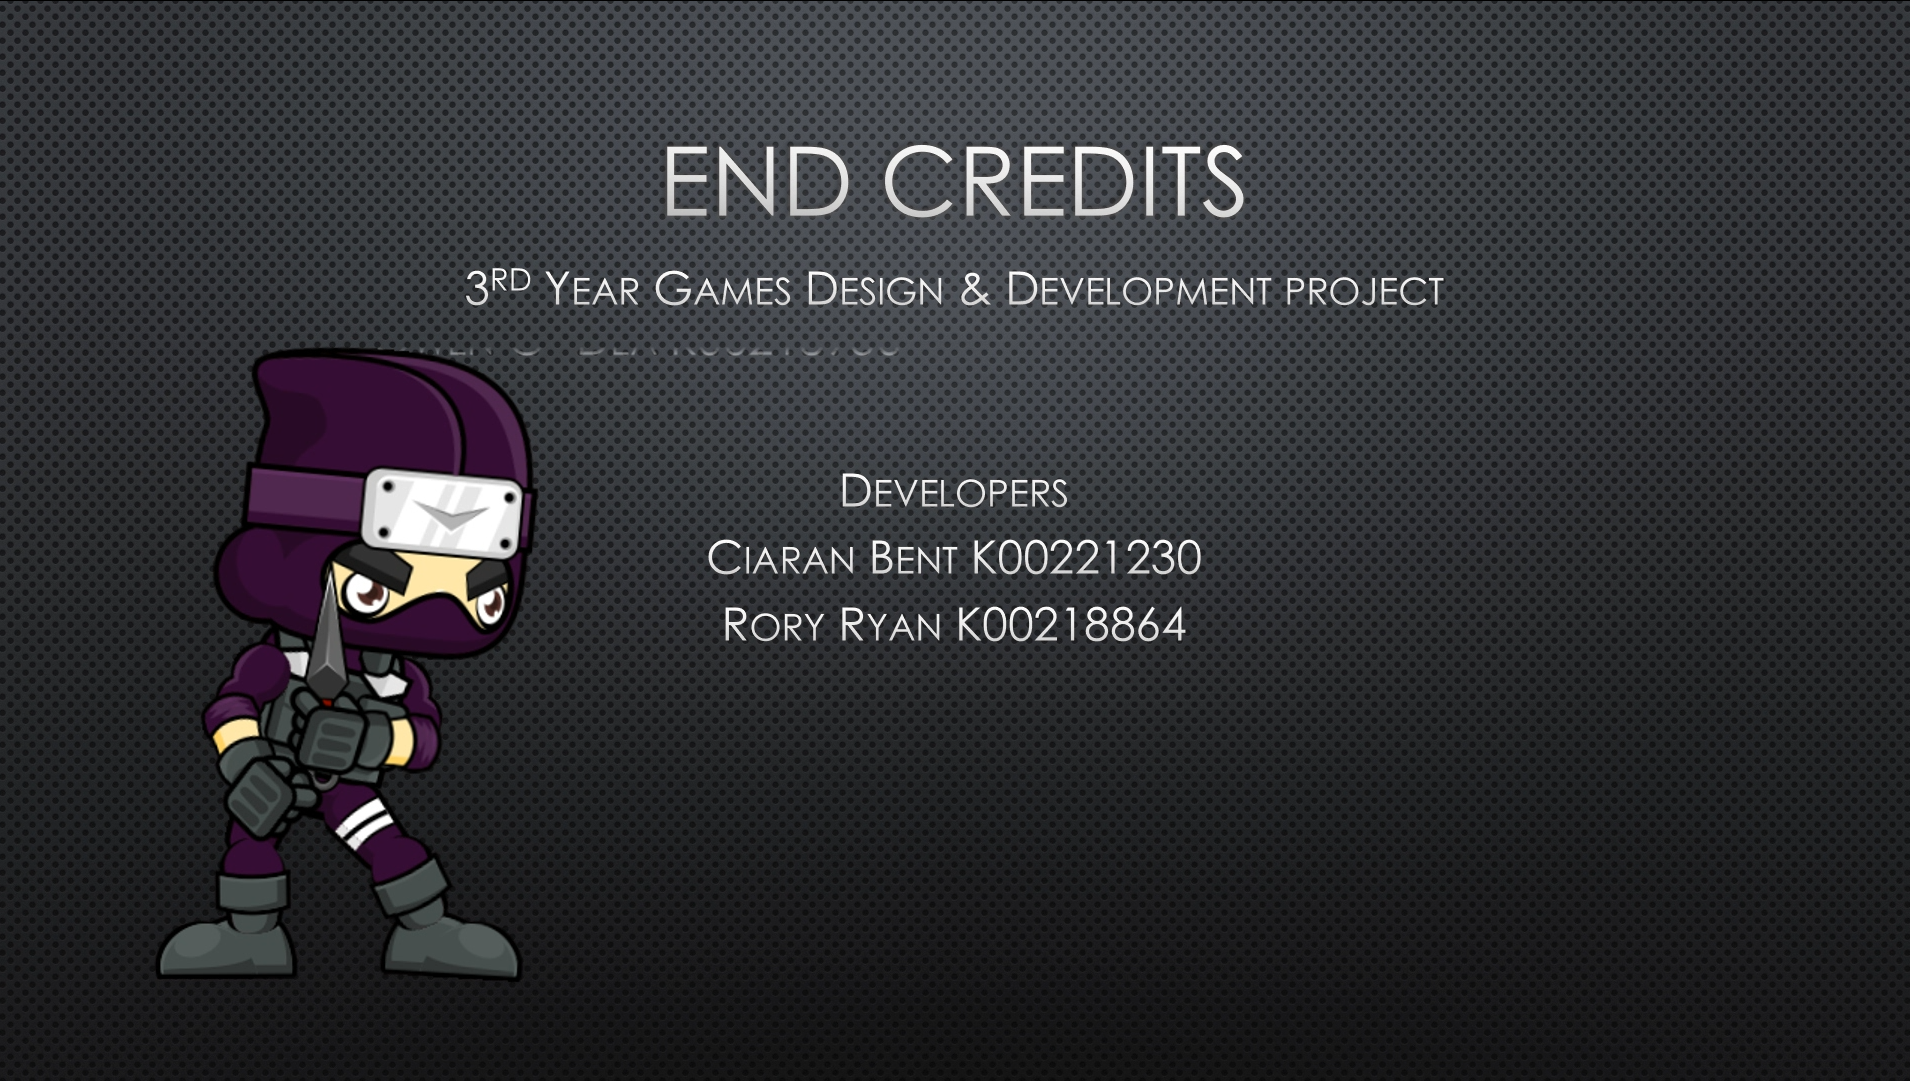 END CREDITS
3RD YEAR GAMES DESIGN & DEVELOPMENT PROJECT
DEVELOPERS
CIARAN BENT K00221230
RORY RYAN K00218864